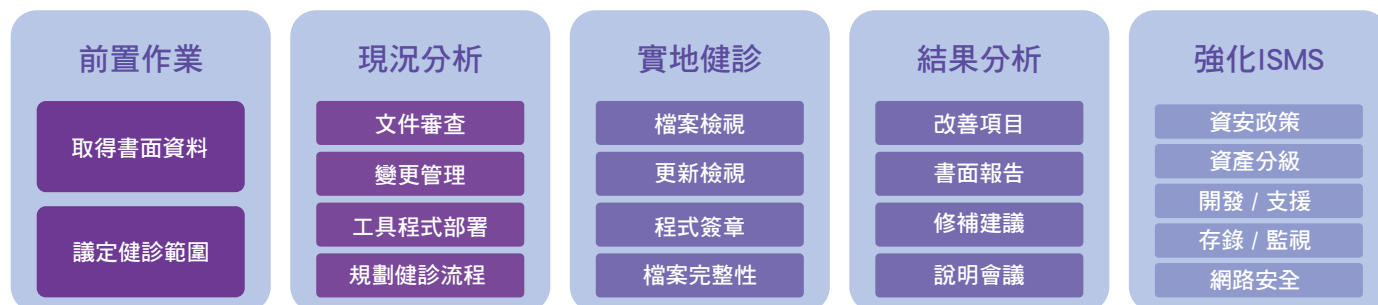 前置作業
取得書面資料
議定健診範圍
現況分析
文件審查
變更管理
工具程式部署
規劃健診流程
實地健診
檔案檢視
更新檢視
程式簽章
檔案完整性
結果分析
改善項目
書面報告
修補建議
說明會議
強化ISMS
資安政策
資產分級
開發 / 支援
存錄 / 監視
網路安全